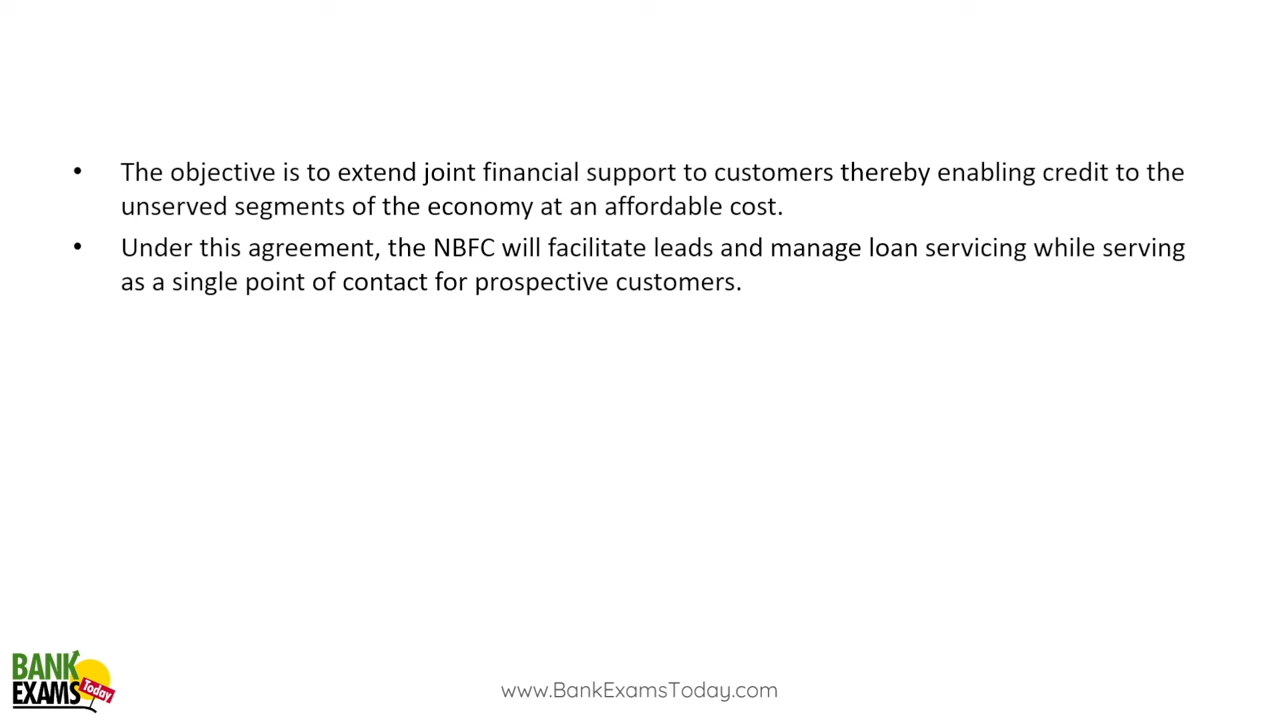 • The objective is to extend joint financial support to customers thereby enabling credit to the
unserved segments of the economy at an affordable cost.
• Under this agreement, the NBFC will facilitate leads and manage loan servicing while serving
as a single point of contact for prospective customers.
BANK
EXAMS Today
www.BankExamsToday.com